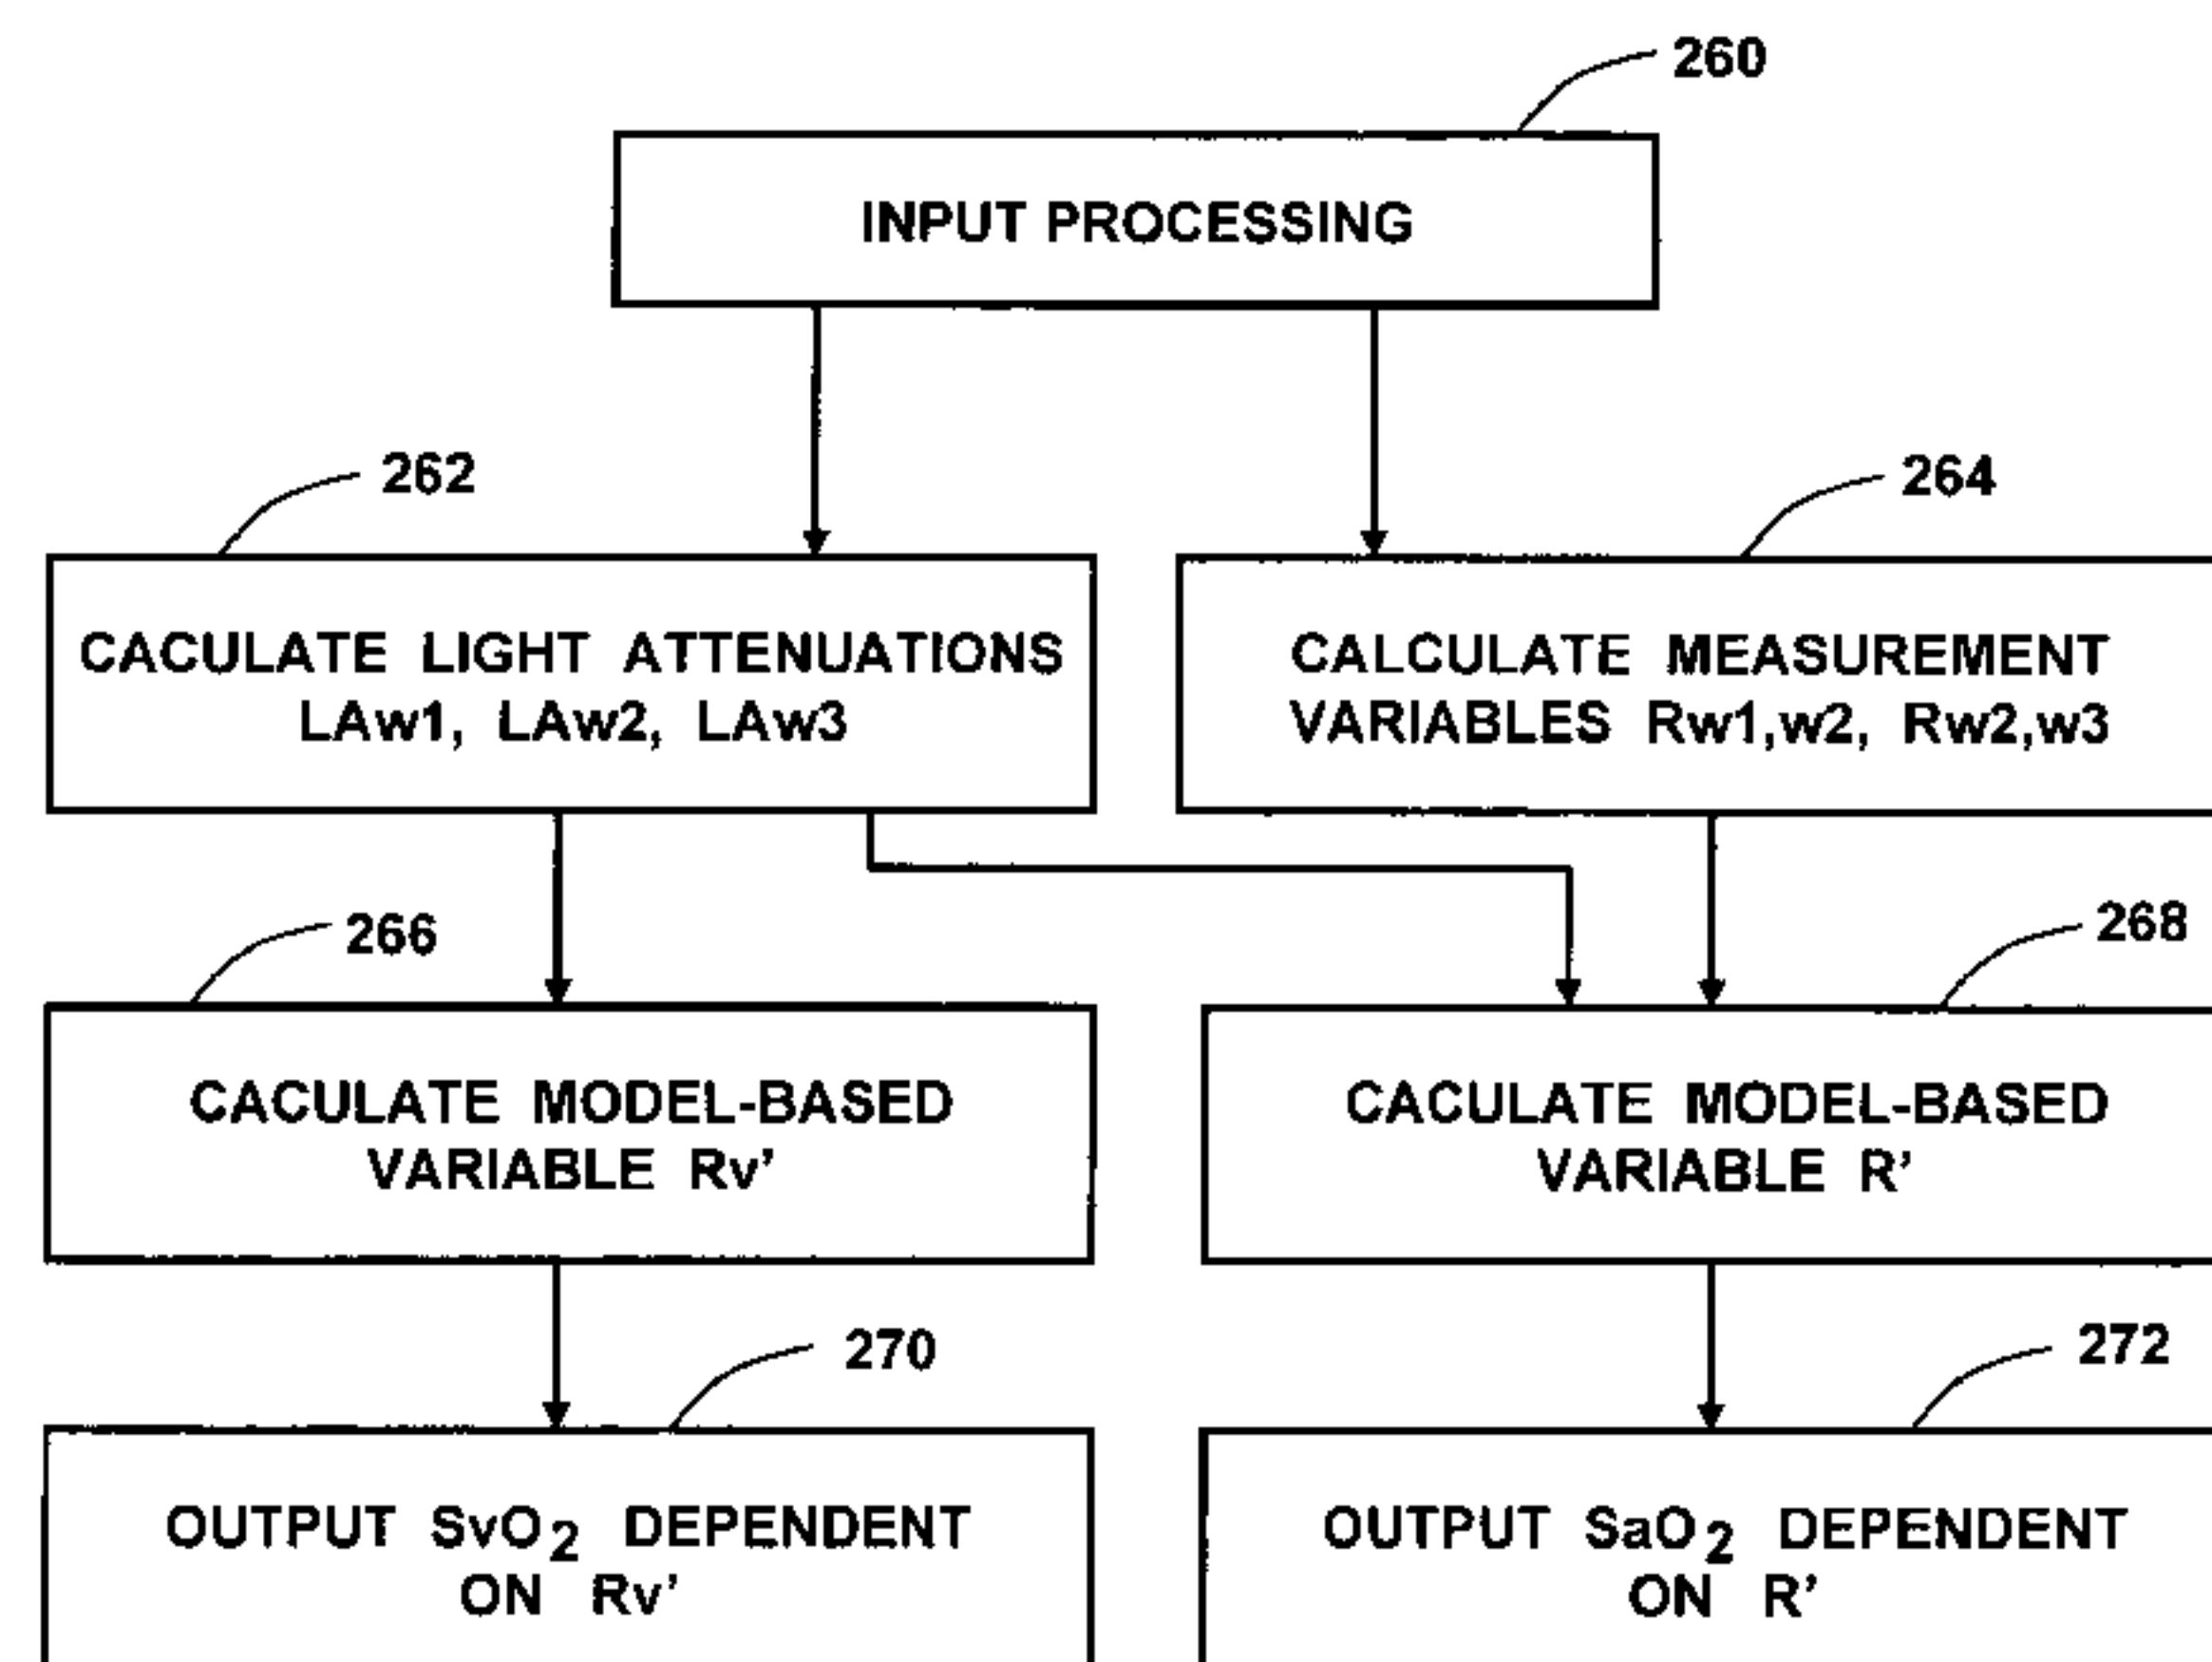 260
INPUT PROCESSING
262
264
CACULATE LIGHT ATTENUATIONS
LAw1, LAw2, LAw3
CALCULATE MEASUREMENT
VARIABLES Rw1,w2, Rw2,w3
266
268
CACULATE MODEL-BASED
VARIABLE Rv’
CACULATE MODEL-BASED
VARIABLE R’
270
272
OUTPUT SvO2 DEPENDENT
ON Rv’
OUTPUT SaO2 DEPENDENT
ON R’